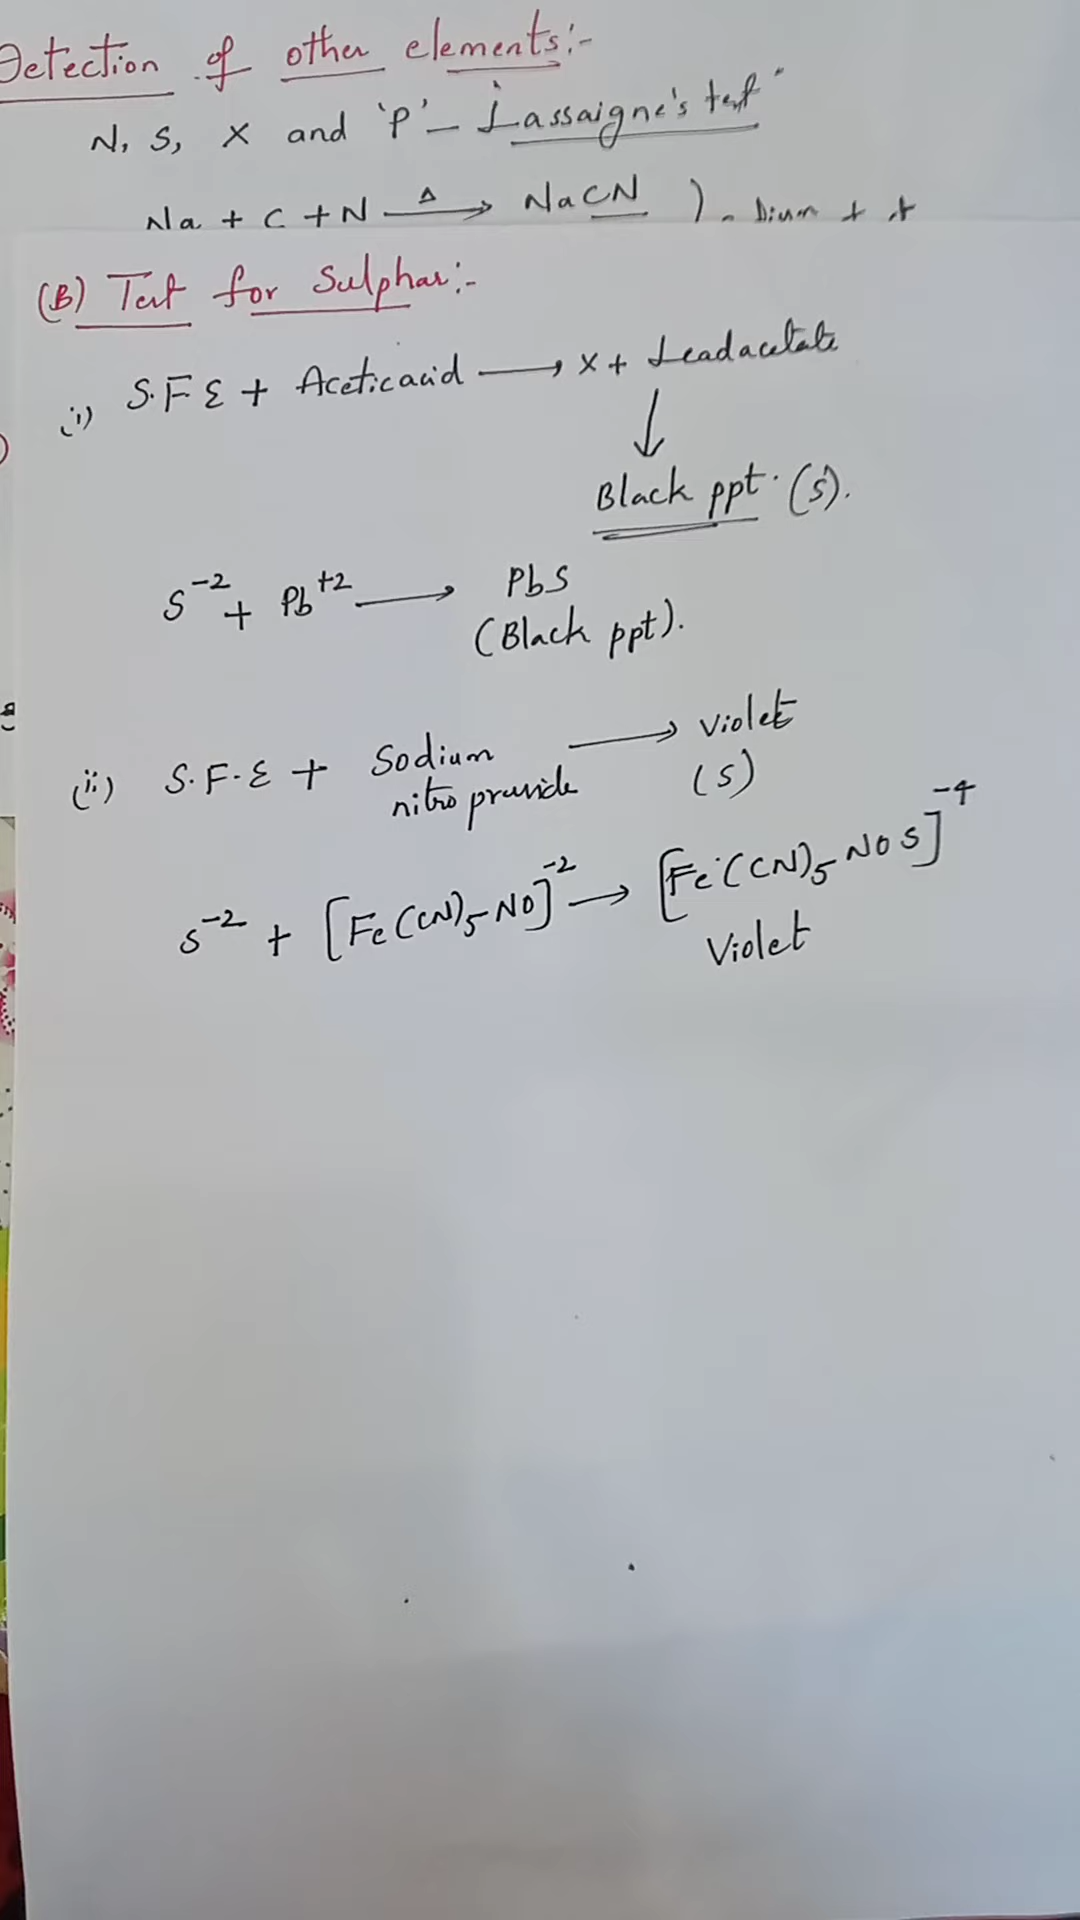 Detection of other elements:-
N, S, X and 'P' - Lassaigne's test"
Na + C + N —Δ→ NaCN )
(B) Test for Sulphar:-
(i) S.F.E + Aceticacid → X + Leadacetate
↓
Black ppt. (S).
S⁻² + Pb⁺² → PbS
(Black ppt).
(ii) S.F.E + Sodium nitro pruside → Violet
(S)
S⁻² + [Fe(CN)₅NO]⁻² → [Fe(CN)₅NOS]⁻⁴
Violet